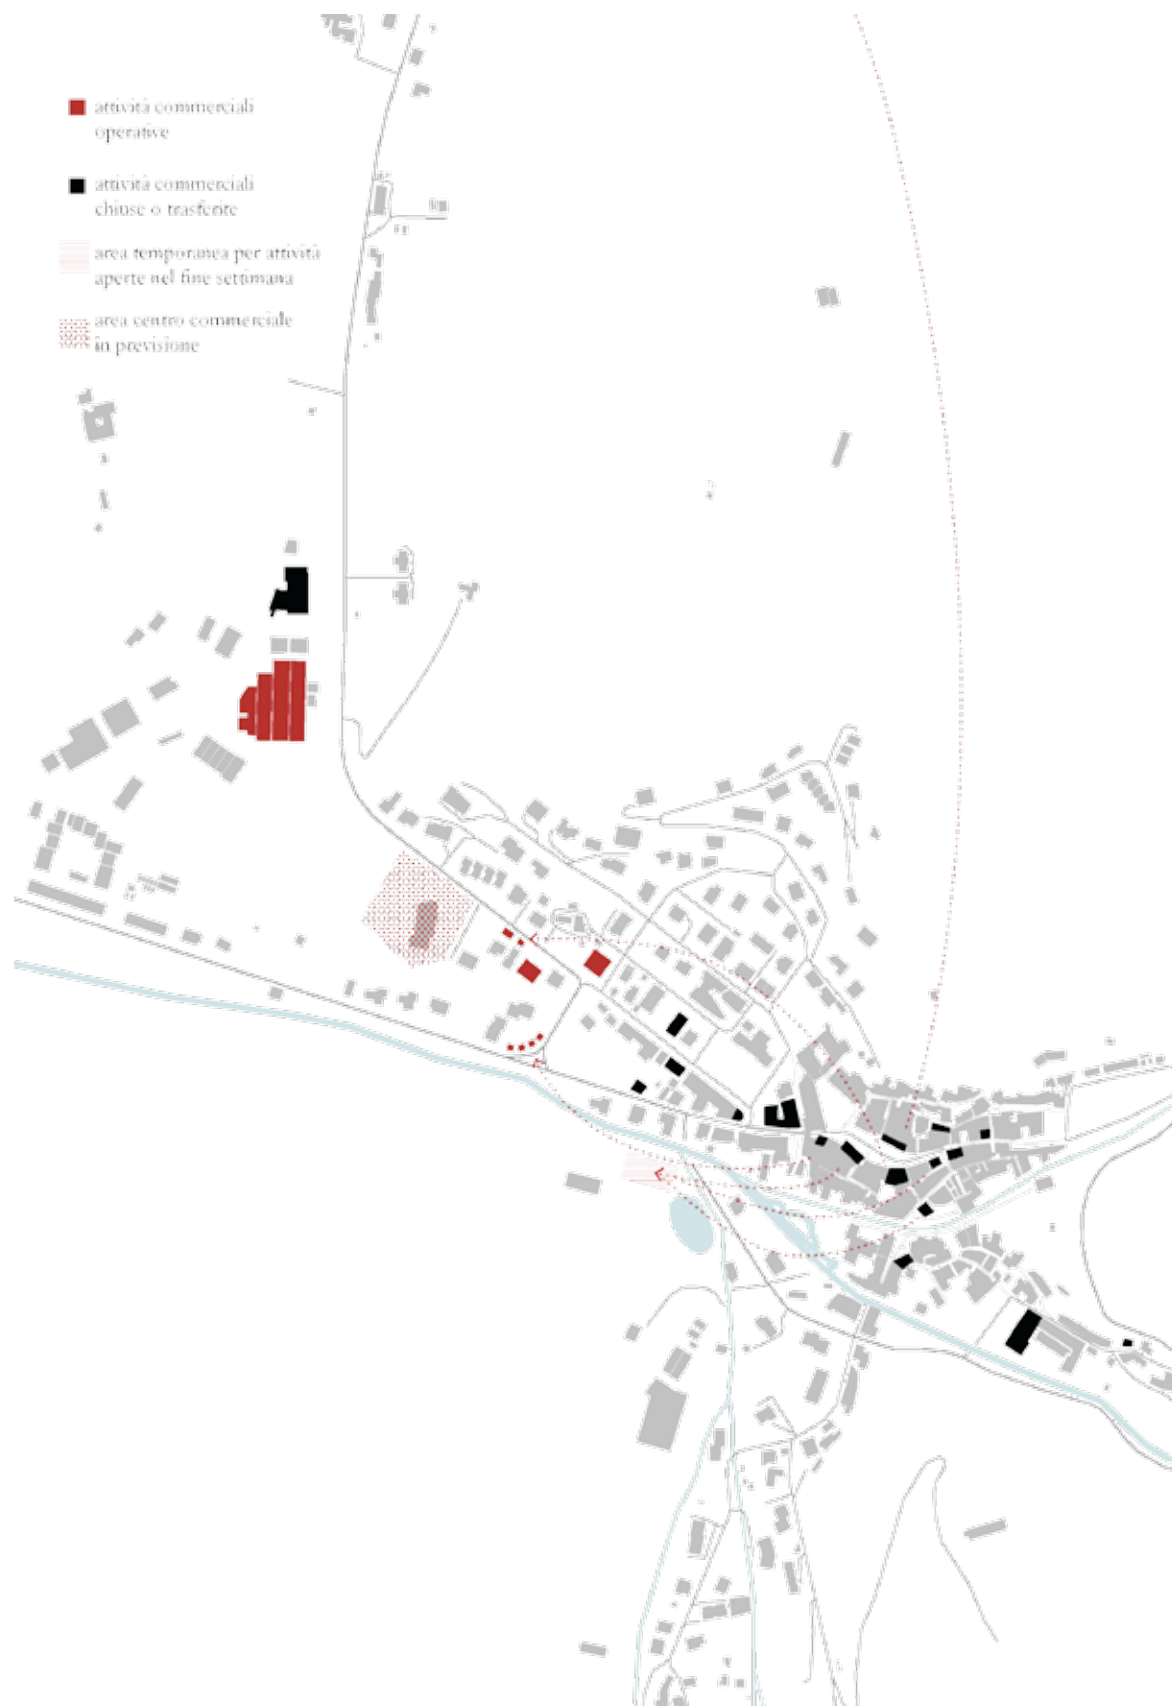 attività commerciali
operative
attività commerciali
chiuse o trasferite
area temporanea per attività
aperte nel fine settimana
area centro commerciale
in previsione